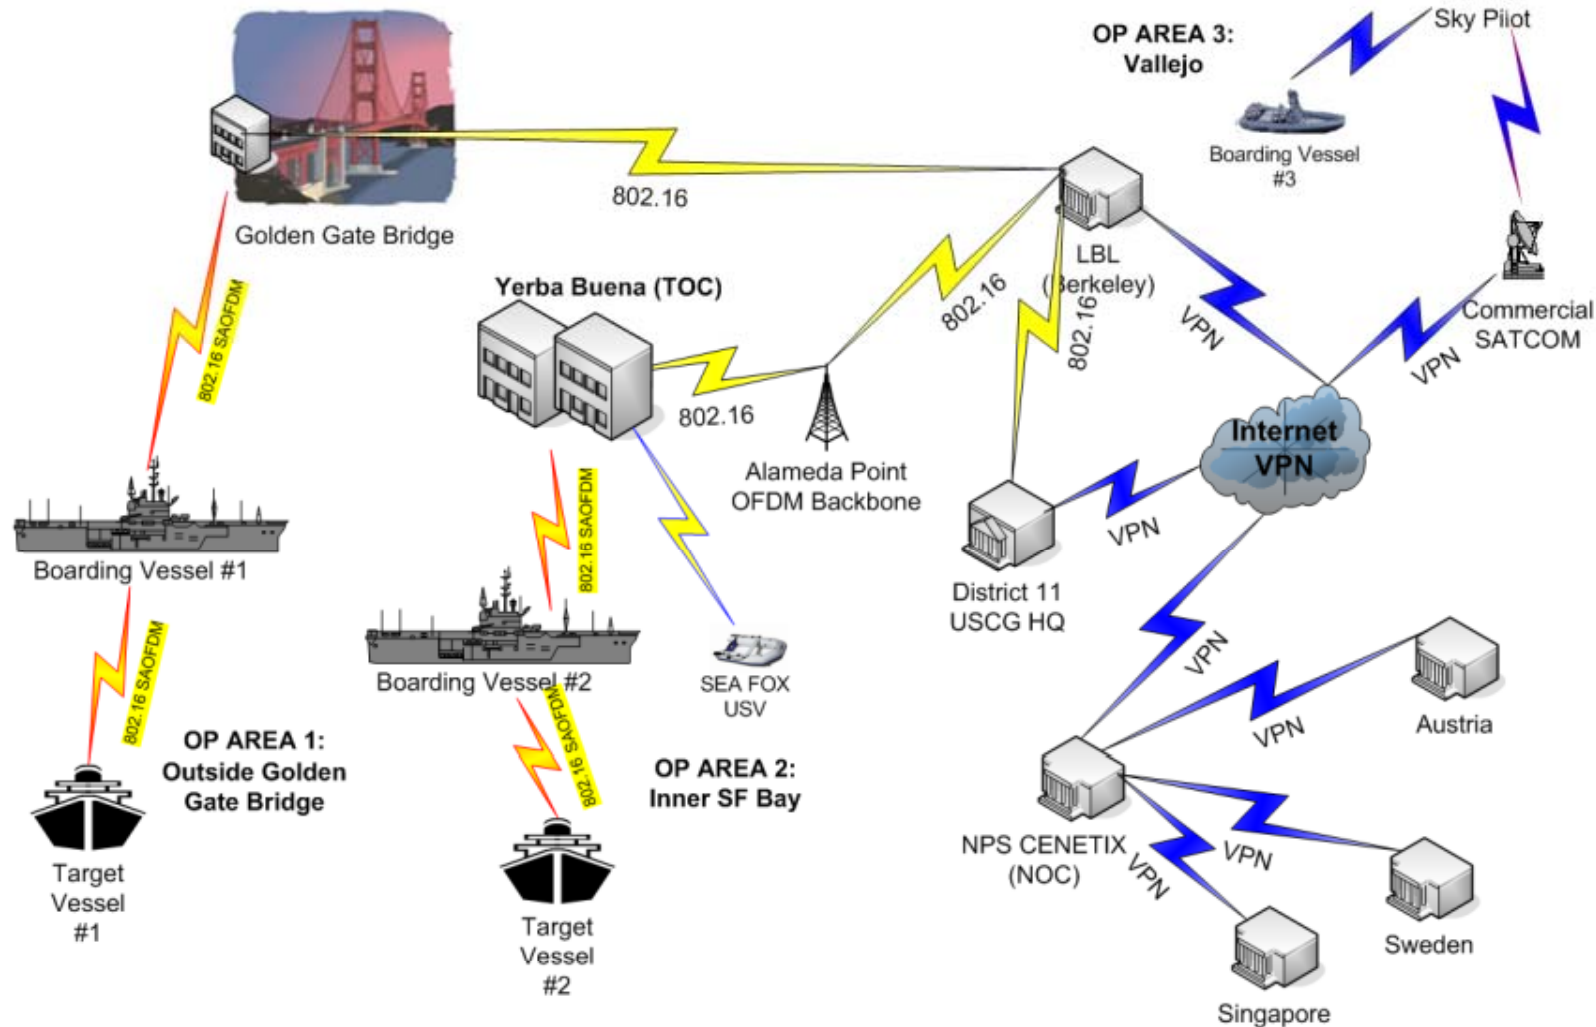 OP AREA 3:
Vallejo
Sky Pilot
Boarding Vessel
#3
Golden Gate Bridge
802.16
LBL
(Berkeley)
Commercial
SATCOM
VPN
VPN
802.16
802.16
Yerba Buena (TOC)
802.16
802.16 SAOFDM
Alameda Point
OFDM Backbone
Internet
VPN
VPN
District 11
USCG HQ
802.16 SAOFDM
Boarding Vessel #1
802.16 SAOFDM
Boarding Vessel #2
802.16 SAOFDM
SEA FOX
USV
OP AREA 1:
Outside Golden
Gate Bridge
OP AREA 2:
Inner SF Bay
Target
Vessel
#1
Target
Vessel
#2
VPN
VPN
Austria
NPS CENETIX
(NOC)
VPN
VPN
Sweden
Singapore